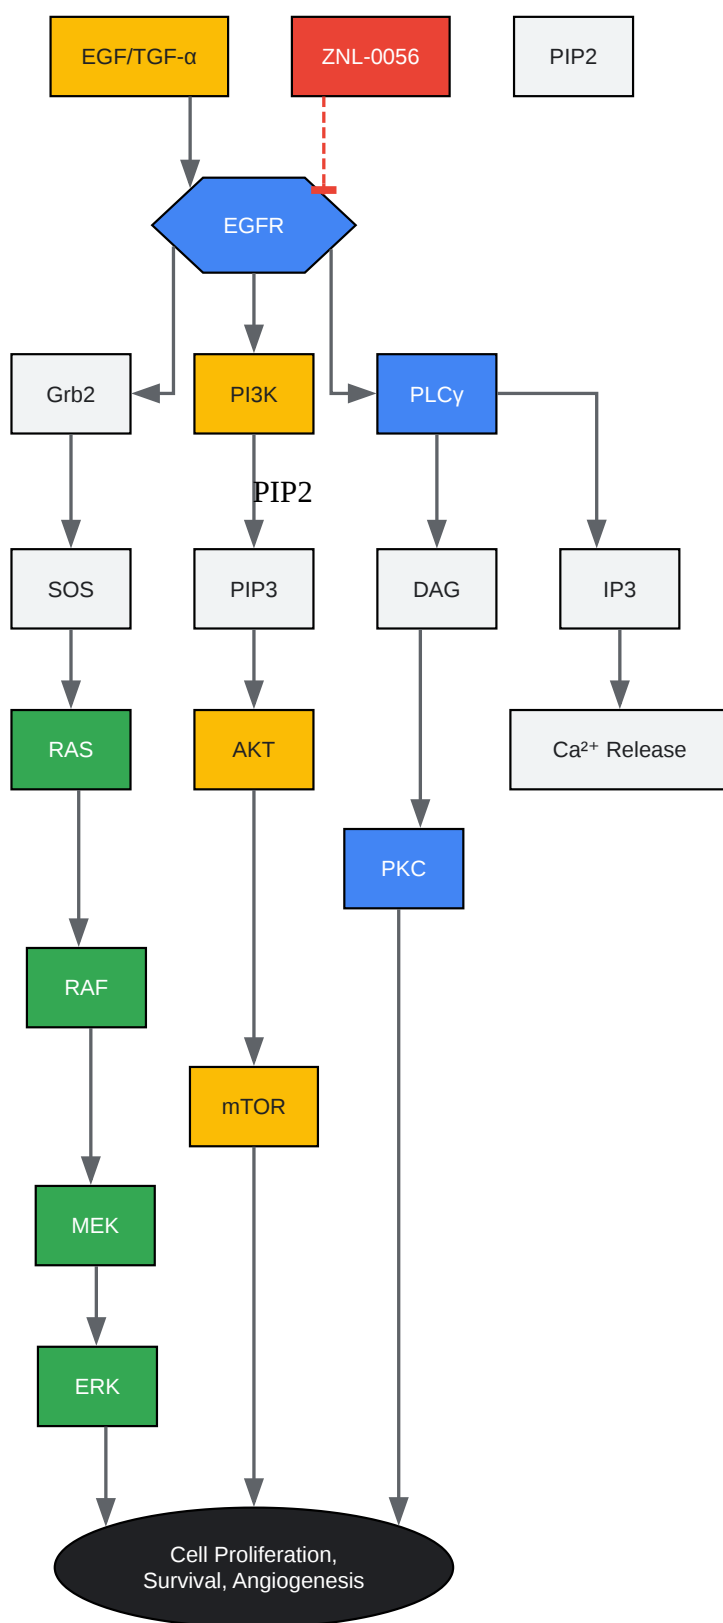 EGF/TGF-α
ZNL-0056
PIP2
EGFR
Grb2
PI3K
PLCγ
PIP2
SOS
PIP3
DAG
IP3
RAS
AKT
Ca²⁺ Release
PKC
RAF
mTOR
MEK
ERK
Cell Proliferation,
Survival, Angiogenesis